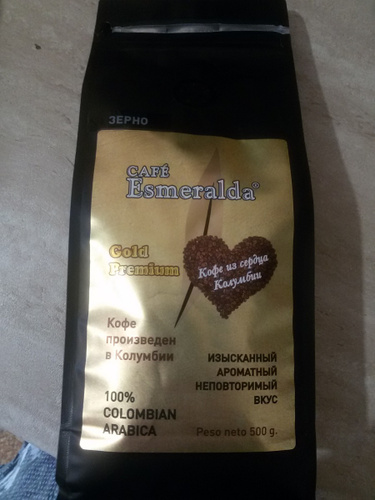 ЗЕРНО
CAFÉ
Esmeralda®
Gold
Premium
Кофе из сердца
Колумбии
Кофе
произведен
в Колумбии
ИЗЫСКАННЫЙ
АРОМАТНЫЙ
НЕПОВТОРИМЫЙ
ВКУС
100%
COLOMBIAN
ARABICA
Peso neto 500 g.